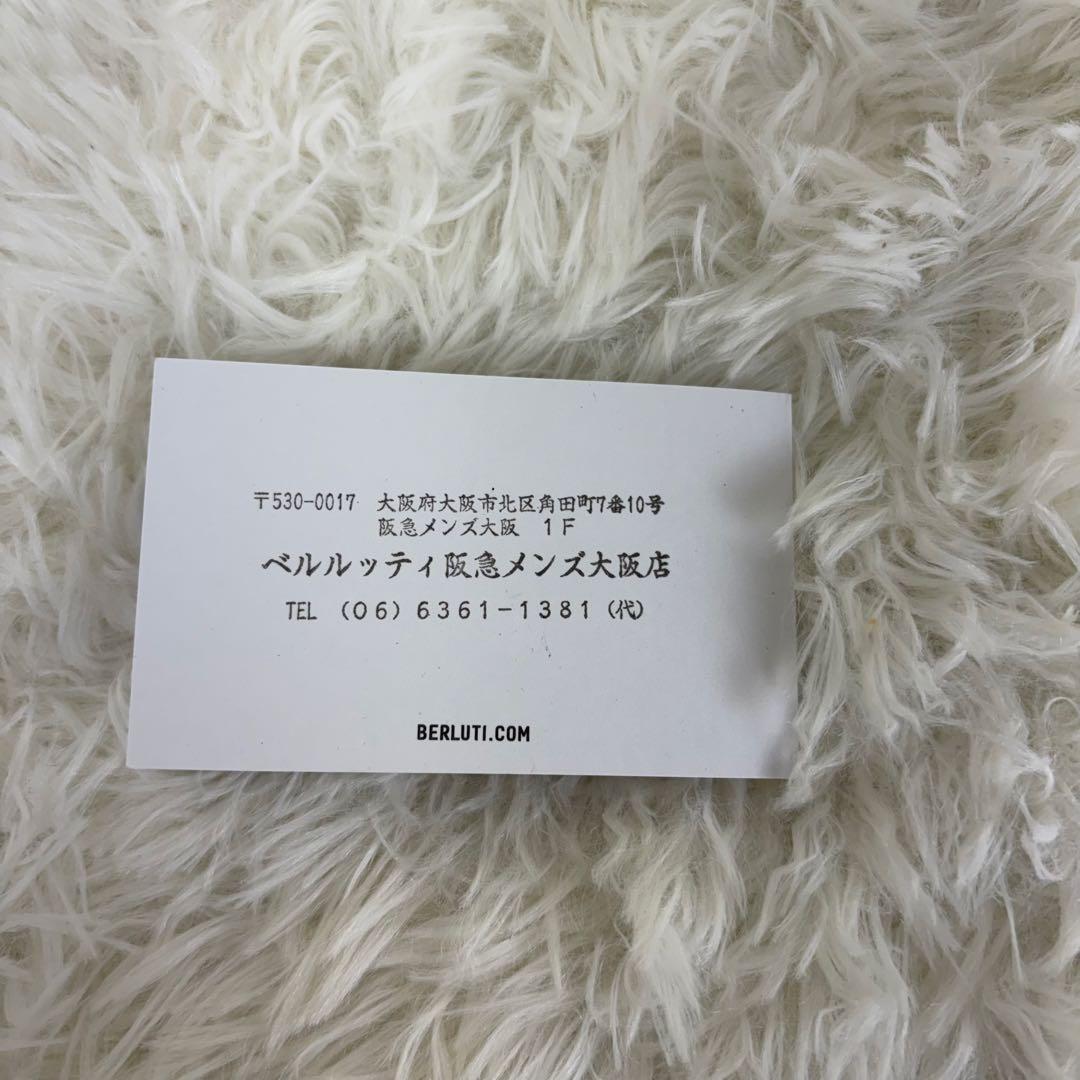 〒530-0017 大阪府大阪市北区角田町7番10号
阪急メンズ大阪 1F
ベルルッティ阪急メンズ大阪店
TEL (06)6361-1381(代)
BERLUTI.COM